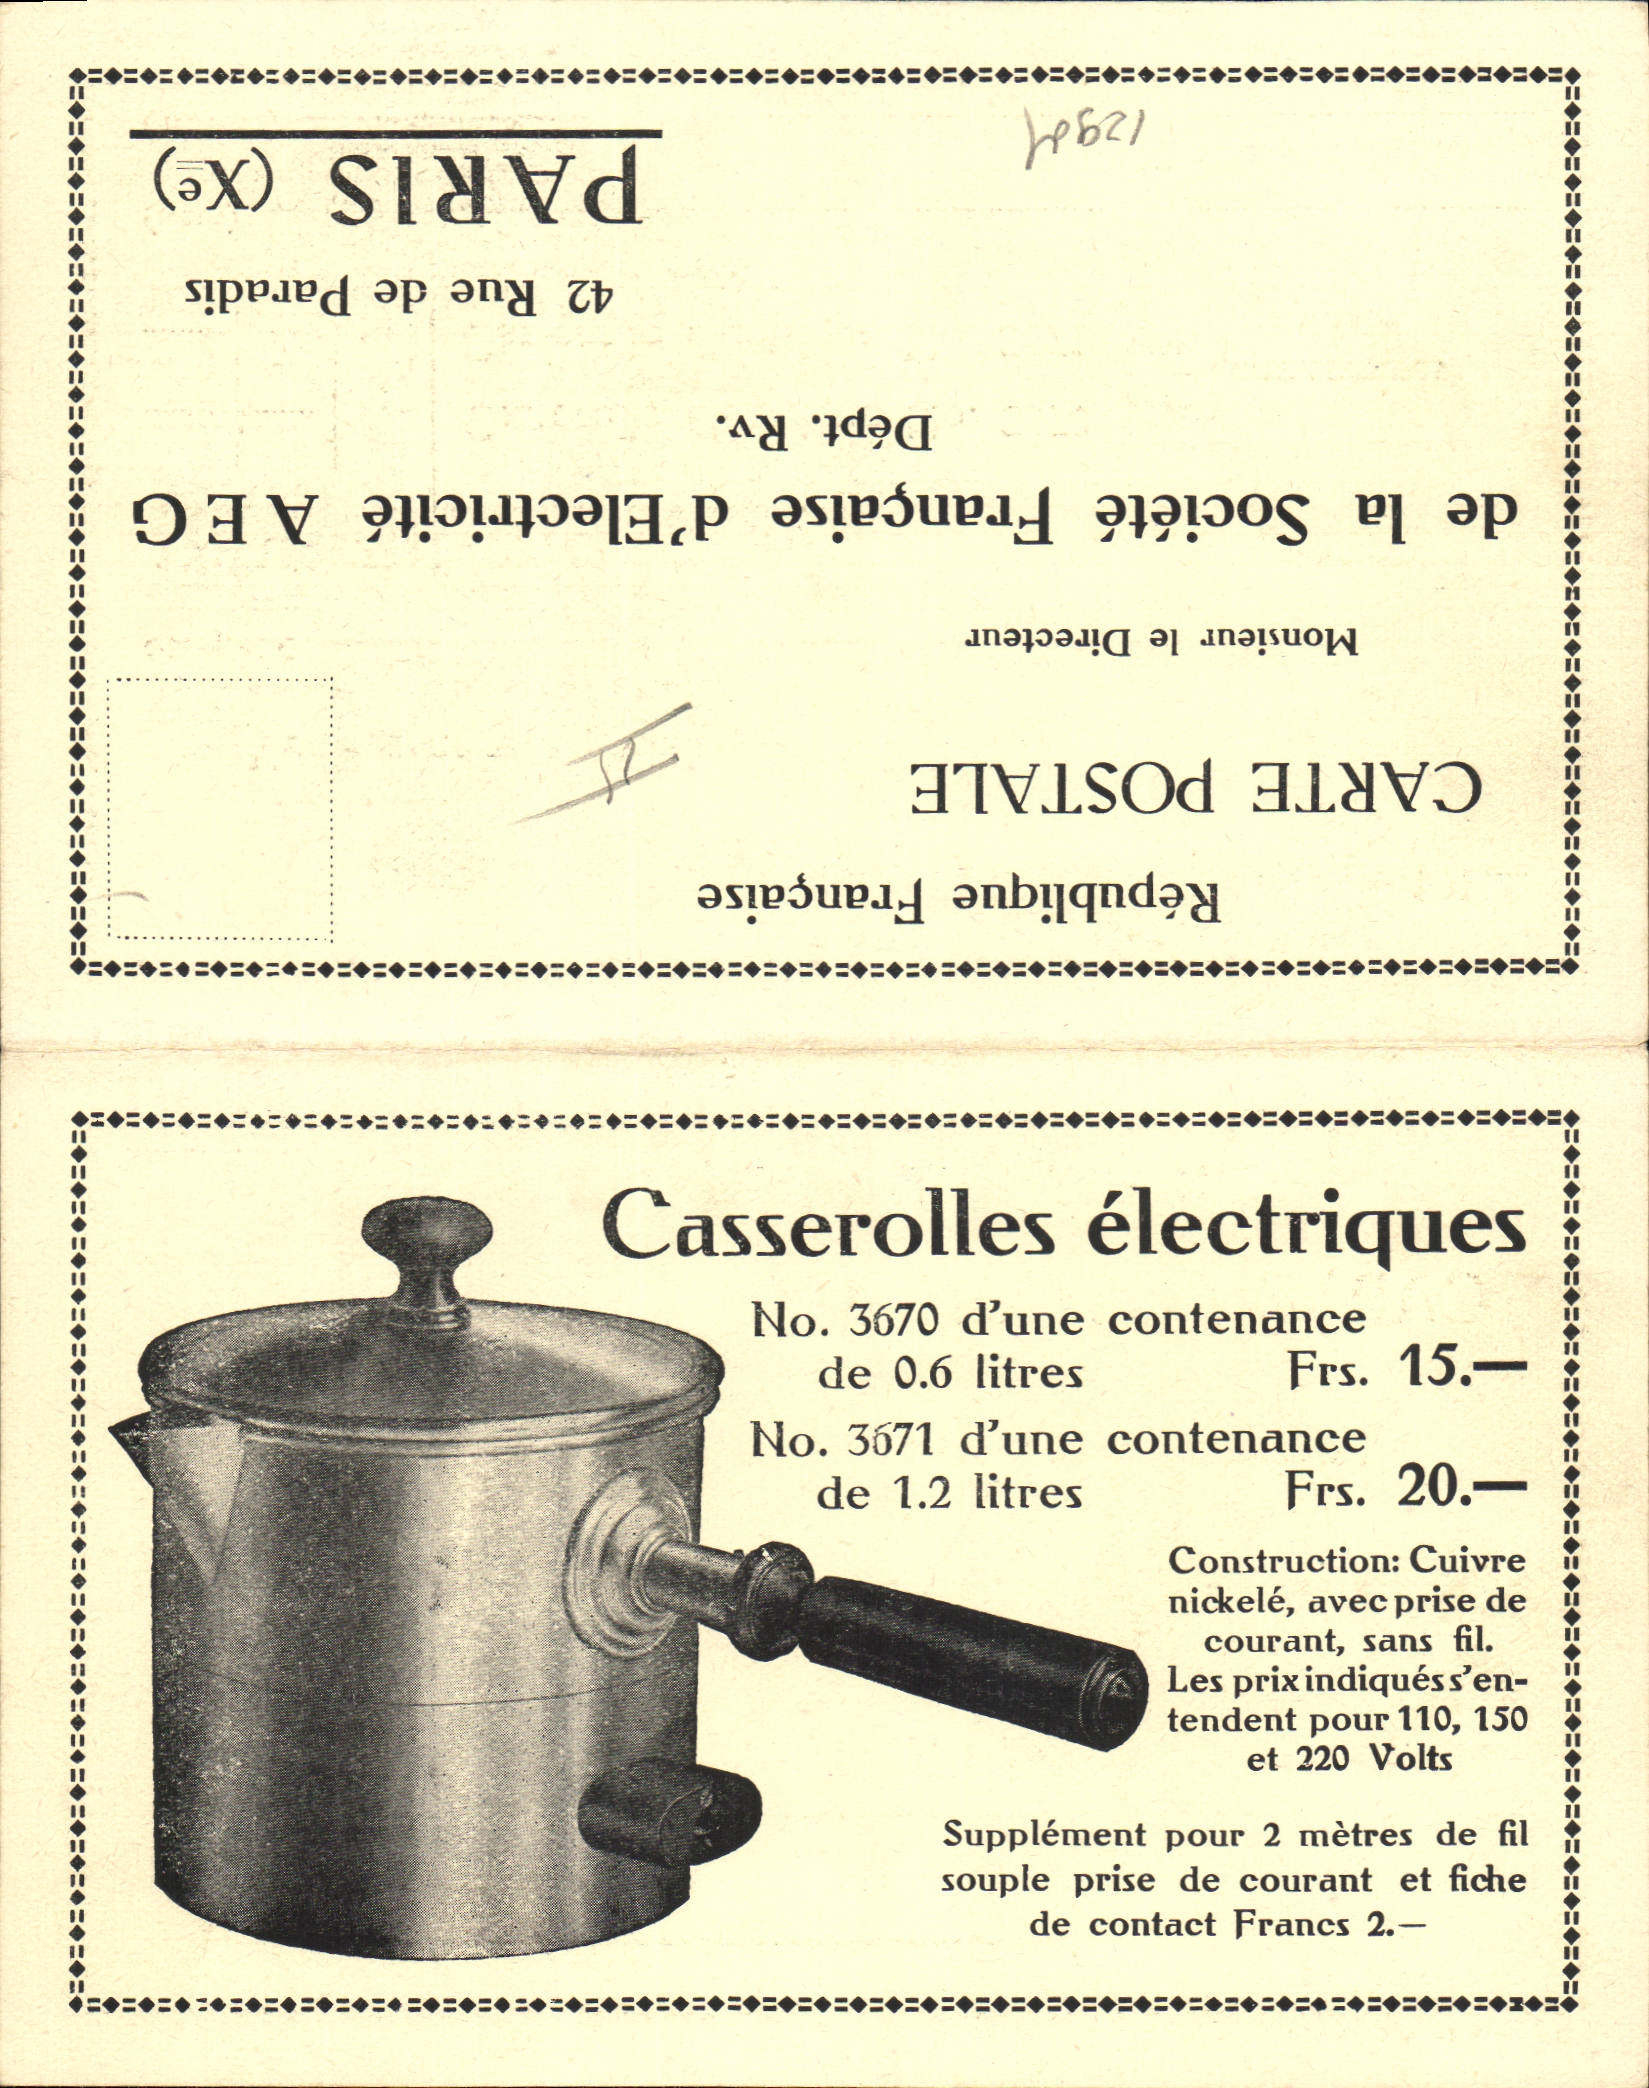 République Française
CARTE POSTALE
Monsieur le Directeur
de la Société Française d'Electricité AEG
Dépt. Rv.
42 Rue de Paradis
PARIS (Xe)
Casserolles électriques
No. 3670 d'une contenance
de 0.6 litres Frs. 15.—
No. 3671 d'une contenance
de 1.2 litres Frs. 20.—
Construction: Cuivre
nickelé, avec prise de
courant, sans fil.
Les prix indiqués s'en-
tendent pour 110, 150
et 220 Volts
Supplément pour 2 mètres de fil
souple prise de courant et fiche
de contact Francs 2.—